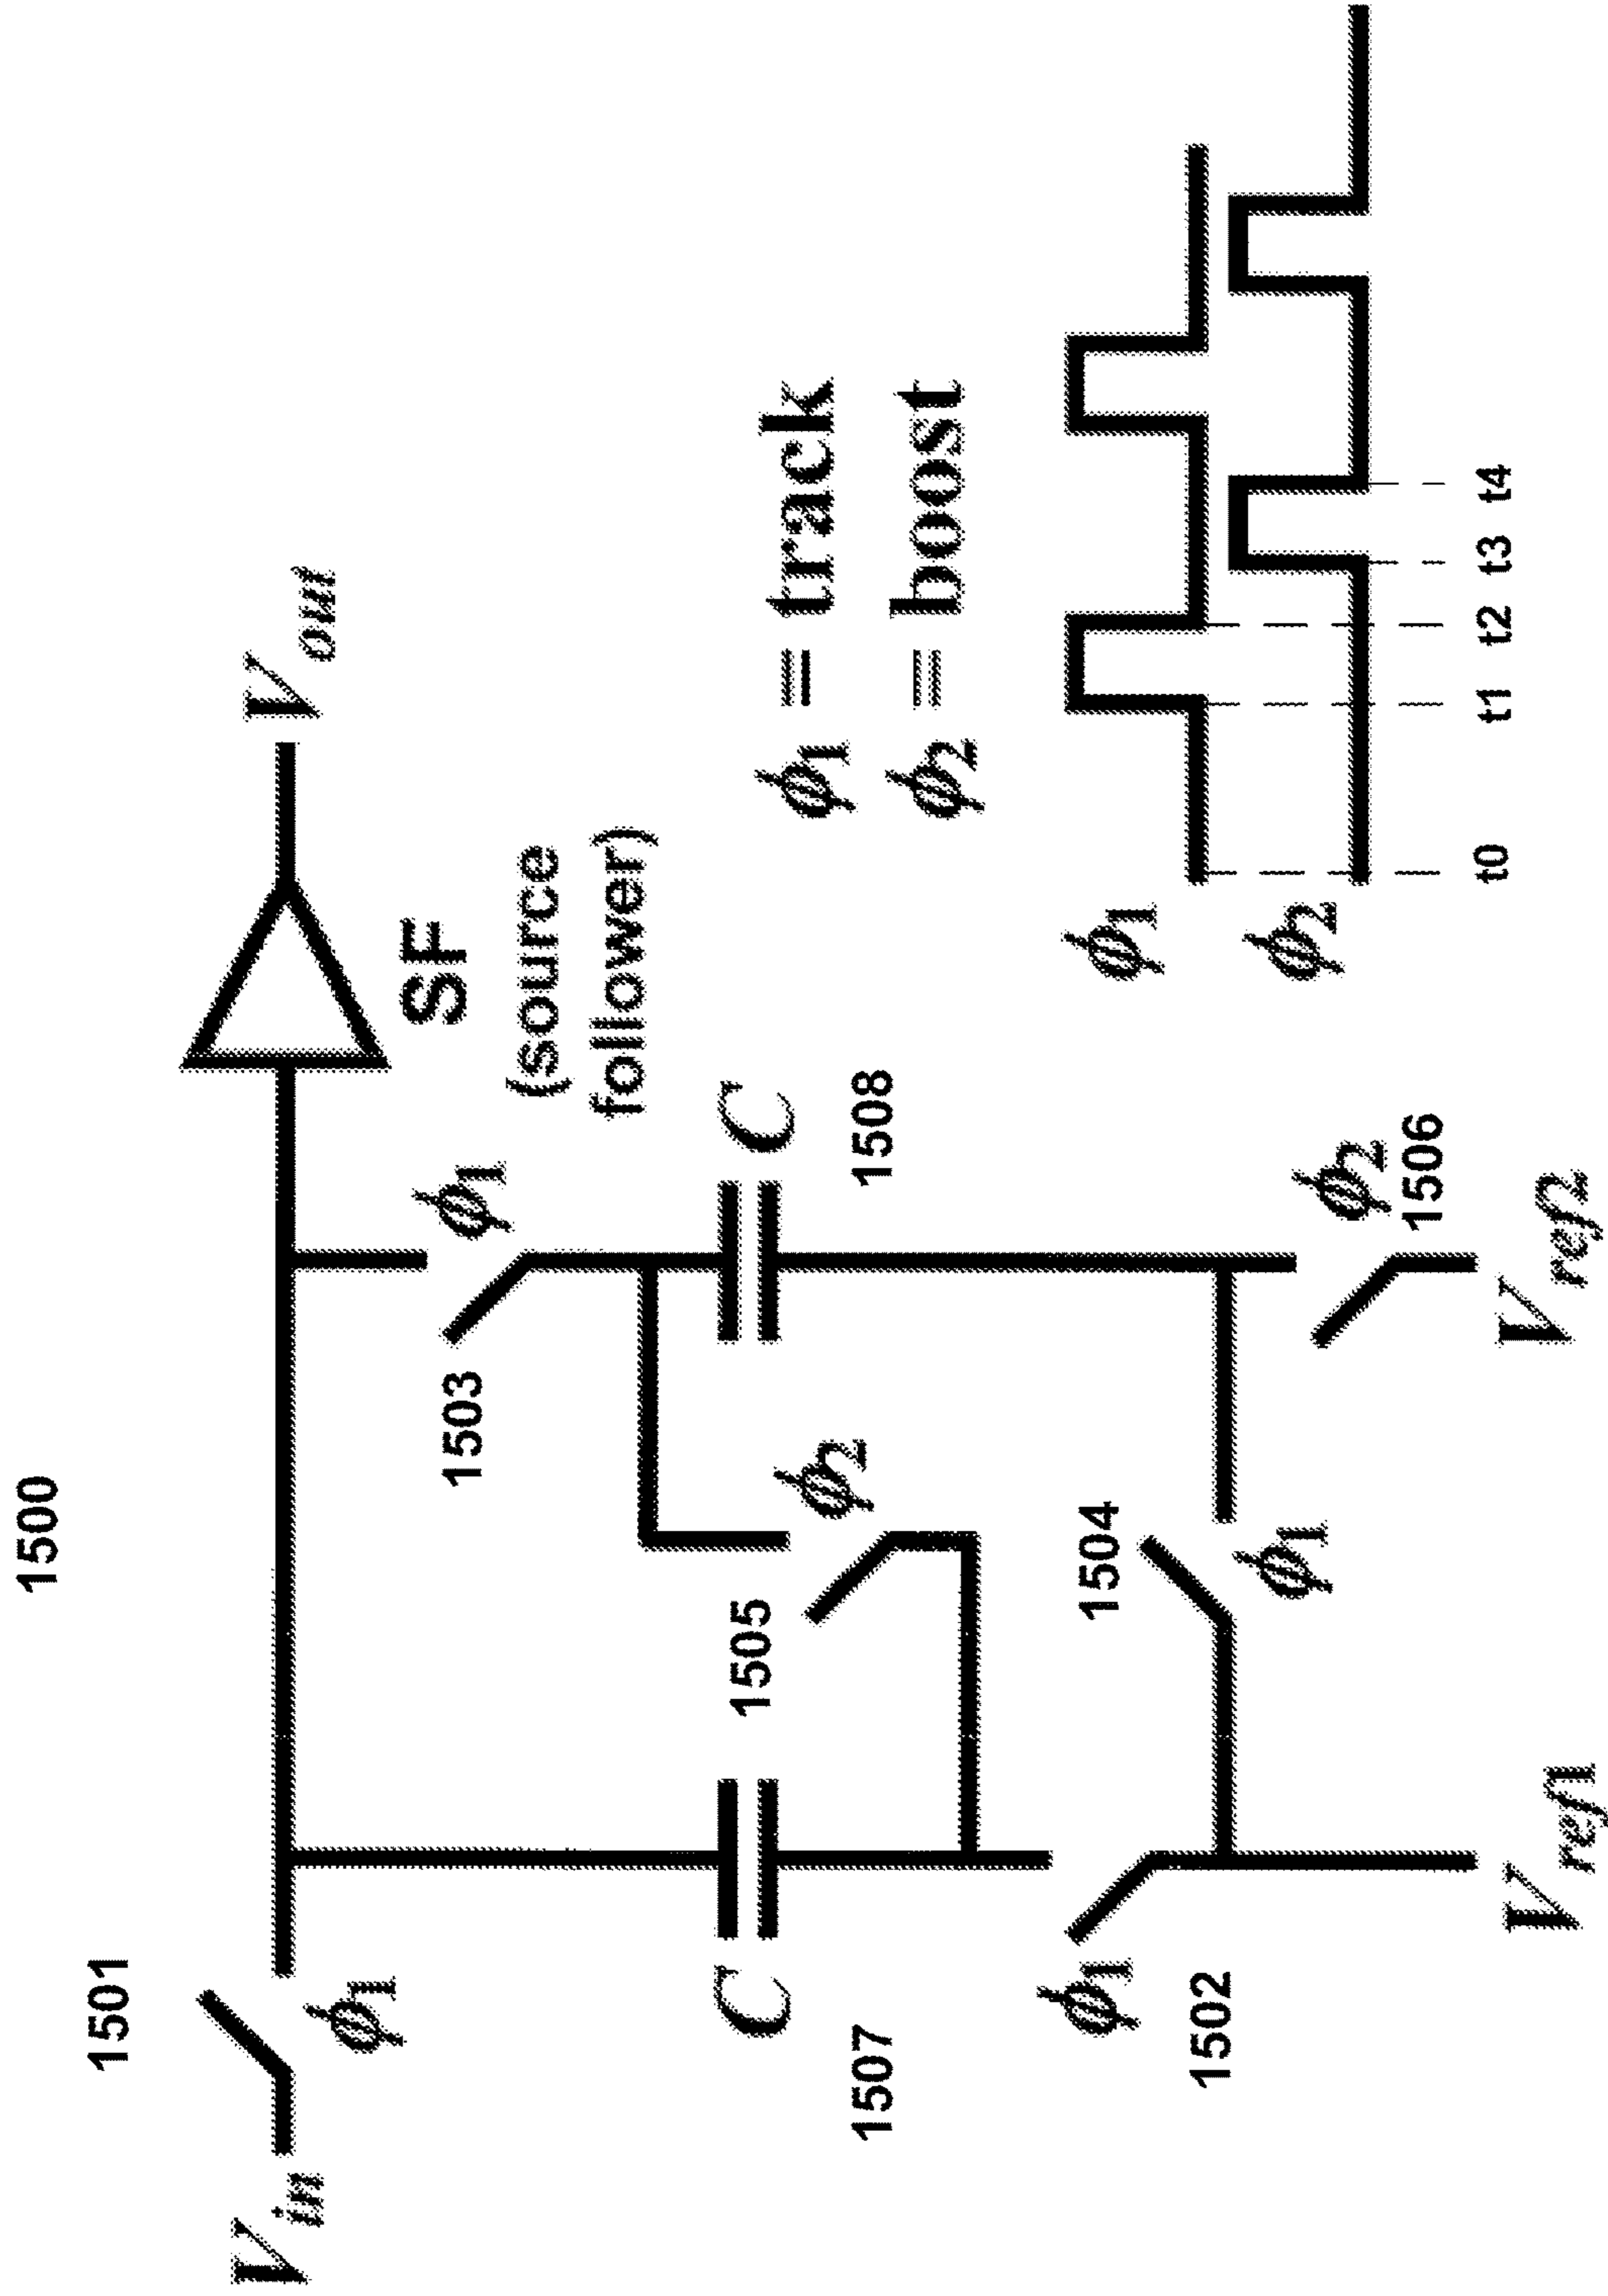 1500
1501
V_in
ϕ1
V_out
SF
(source
follower)
1503
ϕ1
1507
C
1505
ϕ2
C
1508
1502
ϕ1
1504
ϕ1
ϕ2
1506
V_ref1
V_ref2
ϕ1 = track
ϕ2 = boost
ϕ1
ϕ2
t0 t1 t2 t3 t4